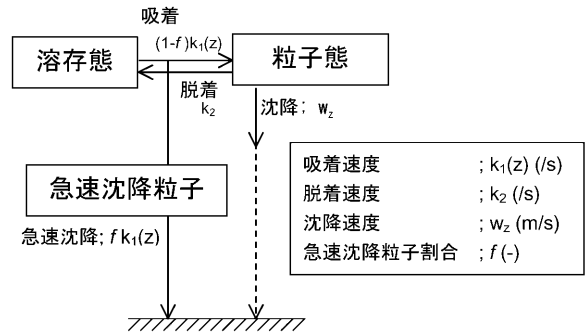 吸着
(1-f)k₁(z)
溶存態
粒子態
脱着
k₂
沈降; w_z
急速沈降粒子
急速沈降; f k₁(z)
吸着速度 ; k₁(z) (/s)
脱着速度 ; k₂ (/s)
沈降速度 ; w_z (m/s)
急速沈降粒子割合 ; f (-)